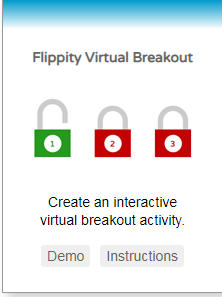 Flippity Virtual Breakout
1 2 3
Create an interactive
virtual breakout activity.
Demo Instructions